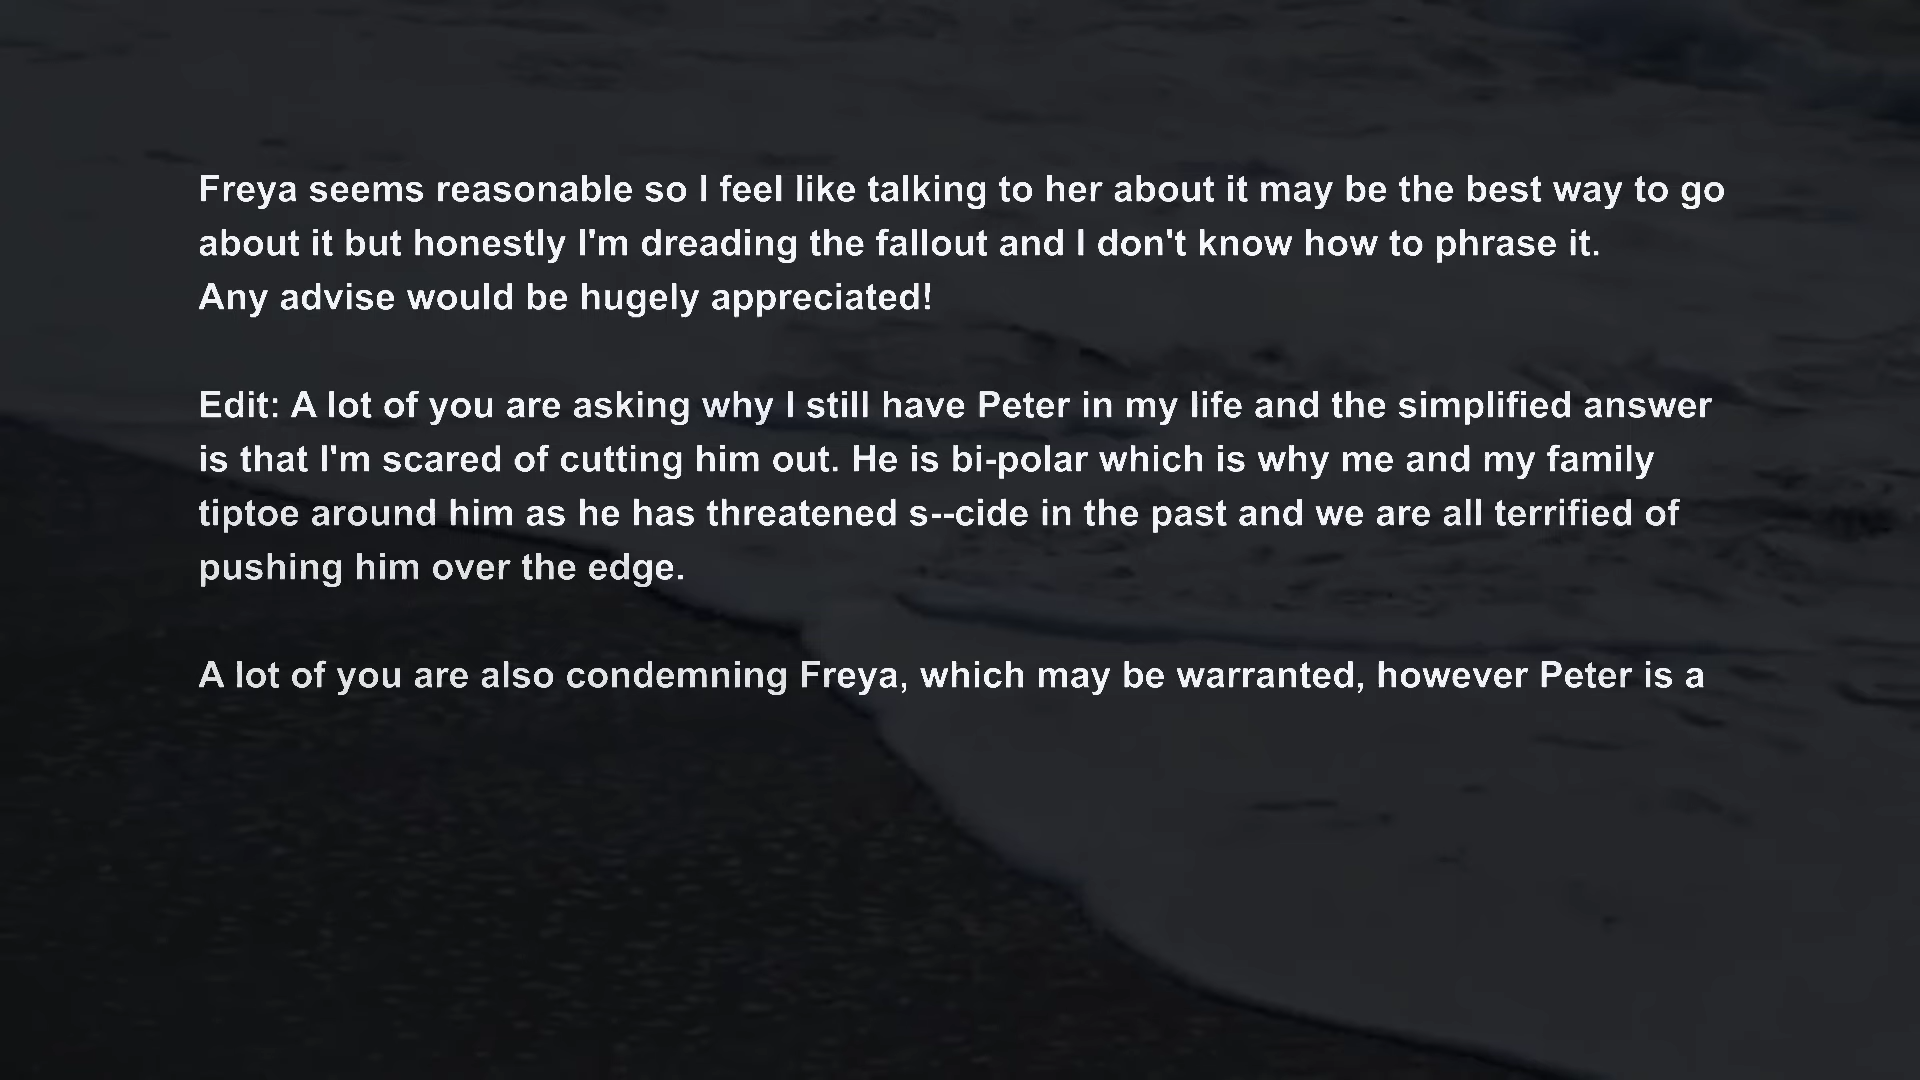 Freya seems reasonable so I feel like talking to her about it may be the best way to go
about it but honestly I'm dreading the fallout and I don't know how to phrase it.
Any advise would be hugely appreciated!
Edit: A lot of you are asking why I still have Peter in my life and the simplified answer
is that I'm scared of cutting him out. He is bi-polar which is why me and my family
tiptoe around him as he has threatened s--cide in the past and we are all terrified of
pushing him over the edge.
A lot of you are also condemning Freya, which may be warranted, however Peter is a